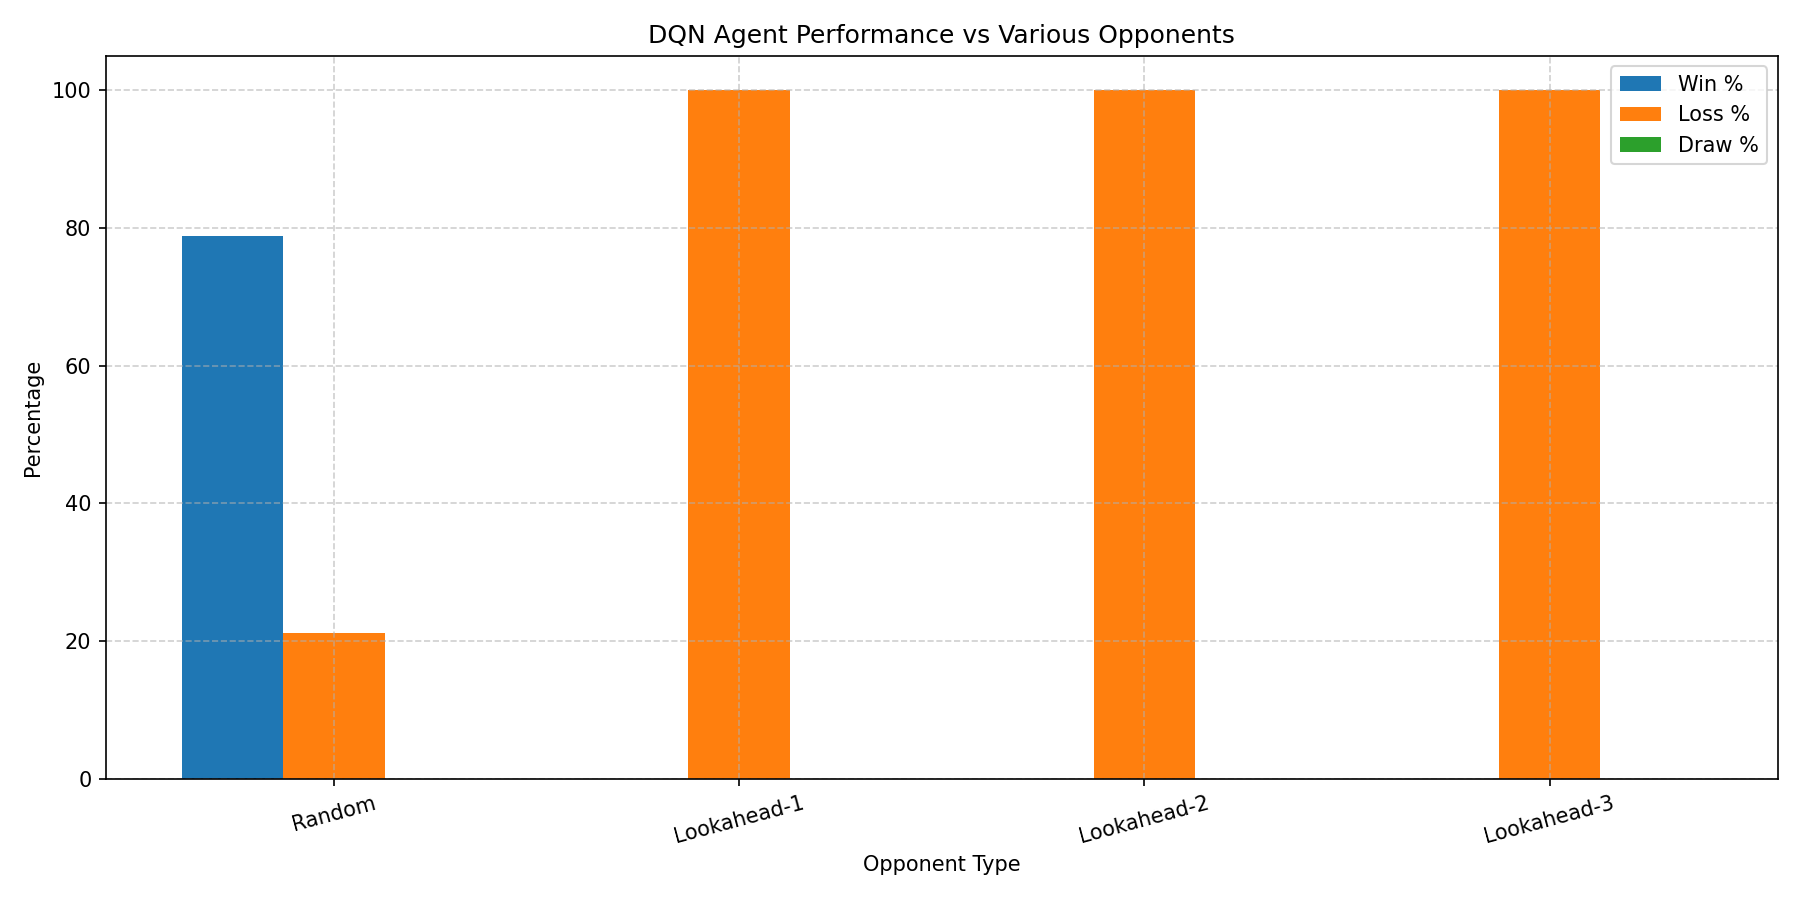 DQN Agent Performance vs Various Opponents
Win %
Loss %
Draw %
100
80
60
40
20
0
Percentage
Random
Lookahead-1
Lookahead-2
Lookahead-3
Opponent Type